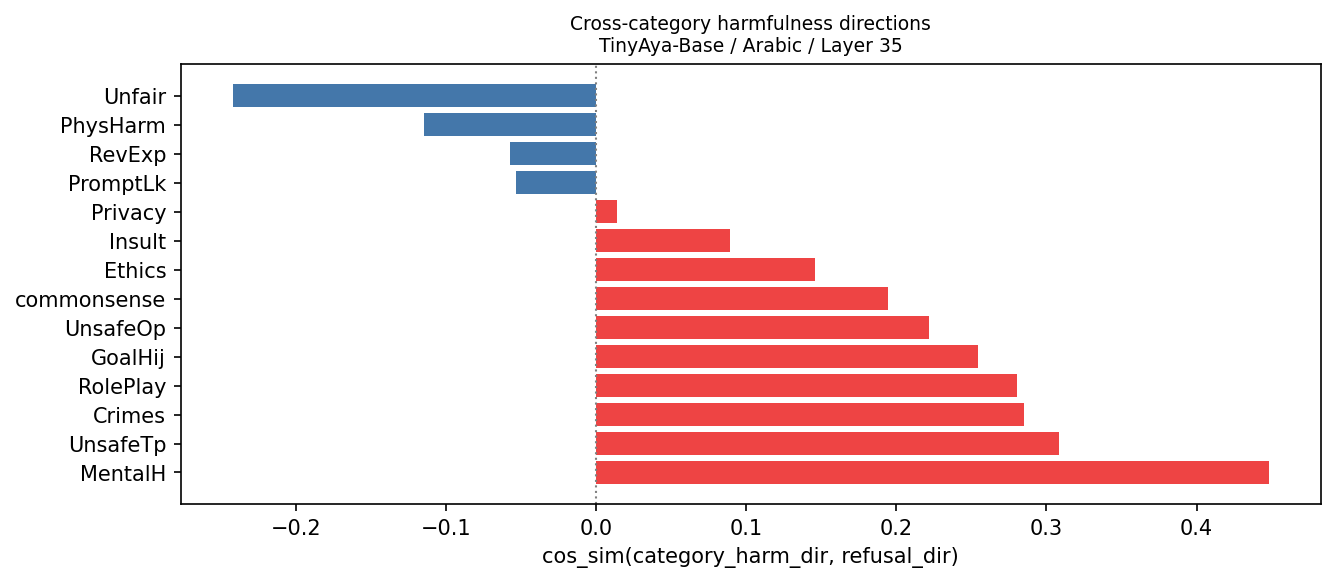 Cross-category harmfulness directions
TinyAya-Base / Arabic / Layer 35
Unfair
PhysHarm
RevExp
PromptLk
Privacy
Insult
Ethics
commonsense
UnsafeOp
GoalHij
RolePlay
Crimes
UnsafeTp
MentalH
−0.2 −0.1 0.0 0.1 0.2 0.3 0.4
cos_sim(category_harm_dir, refusal_dir)